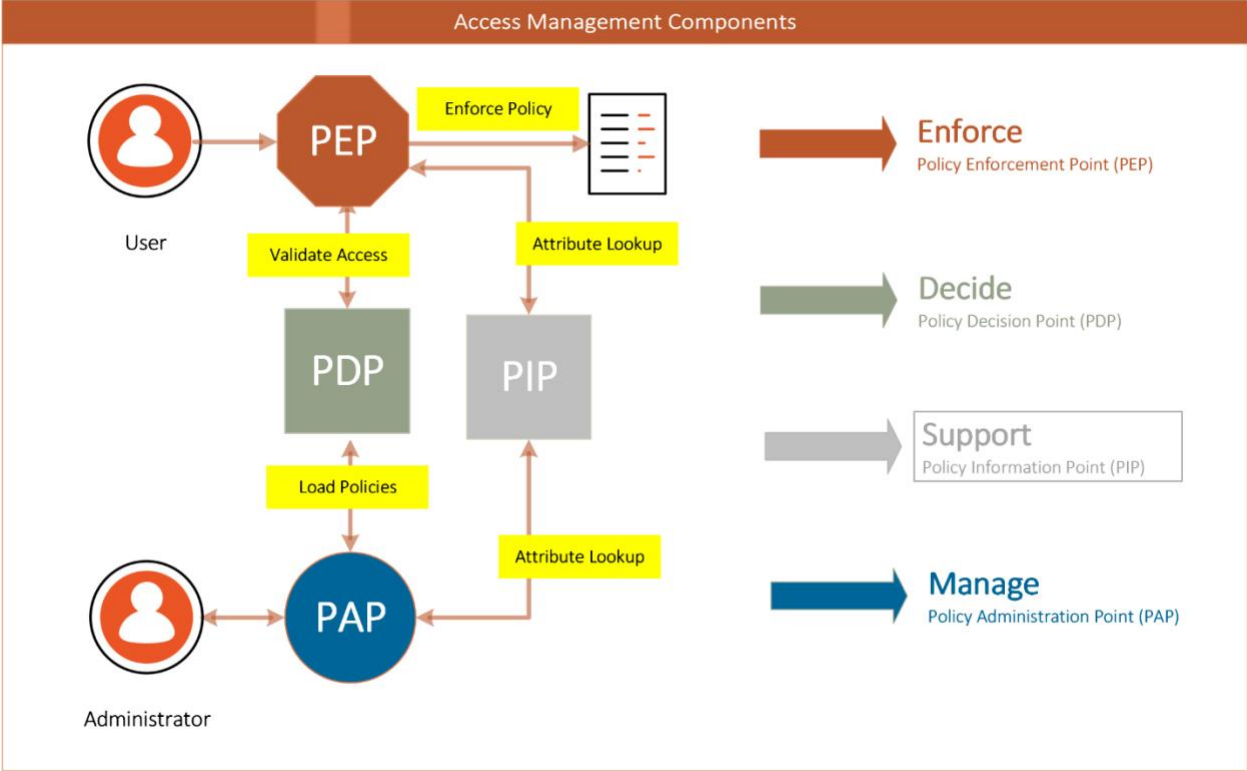 Access Management Components
PEP
Enforce Policy
Enforce
Policy Enforcement Point (PEP)
User
Validate Access
Attribute Lookup
Decide
Policy Decision Point (PDP)
PDP
PIP
Support
Policy Information Point (PIP)
Load Policies
Attribute Lookup
Manage
Policy Administration Point (PAP)
PAP
Administrator